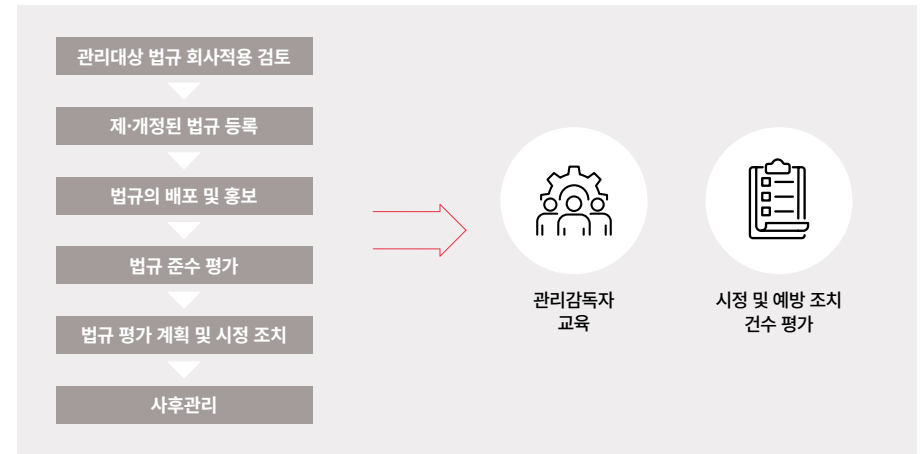 관리대상 법규 회사적용 검토
제·개정된 법규 등록
법규의 배포 및 홍보
법규 준수 평가
법규 평가 계획 및 시정 조치
사후관리
관리감독자
교육
시정 및 예방 조치
건수 평가